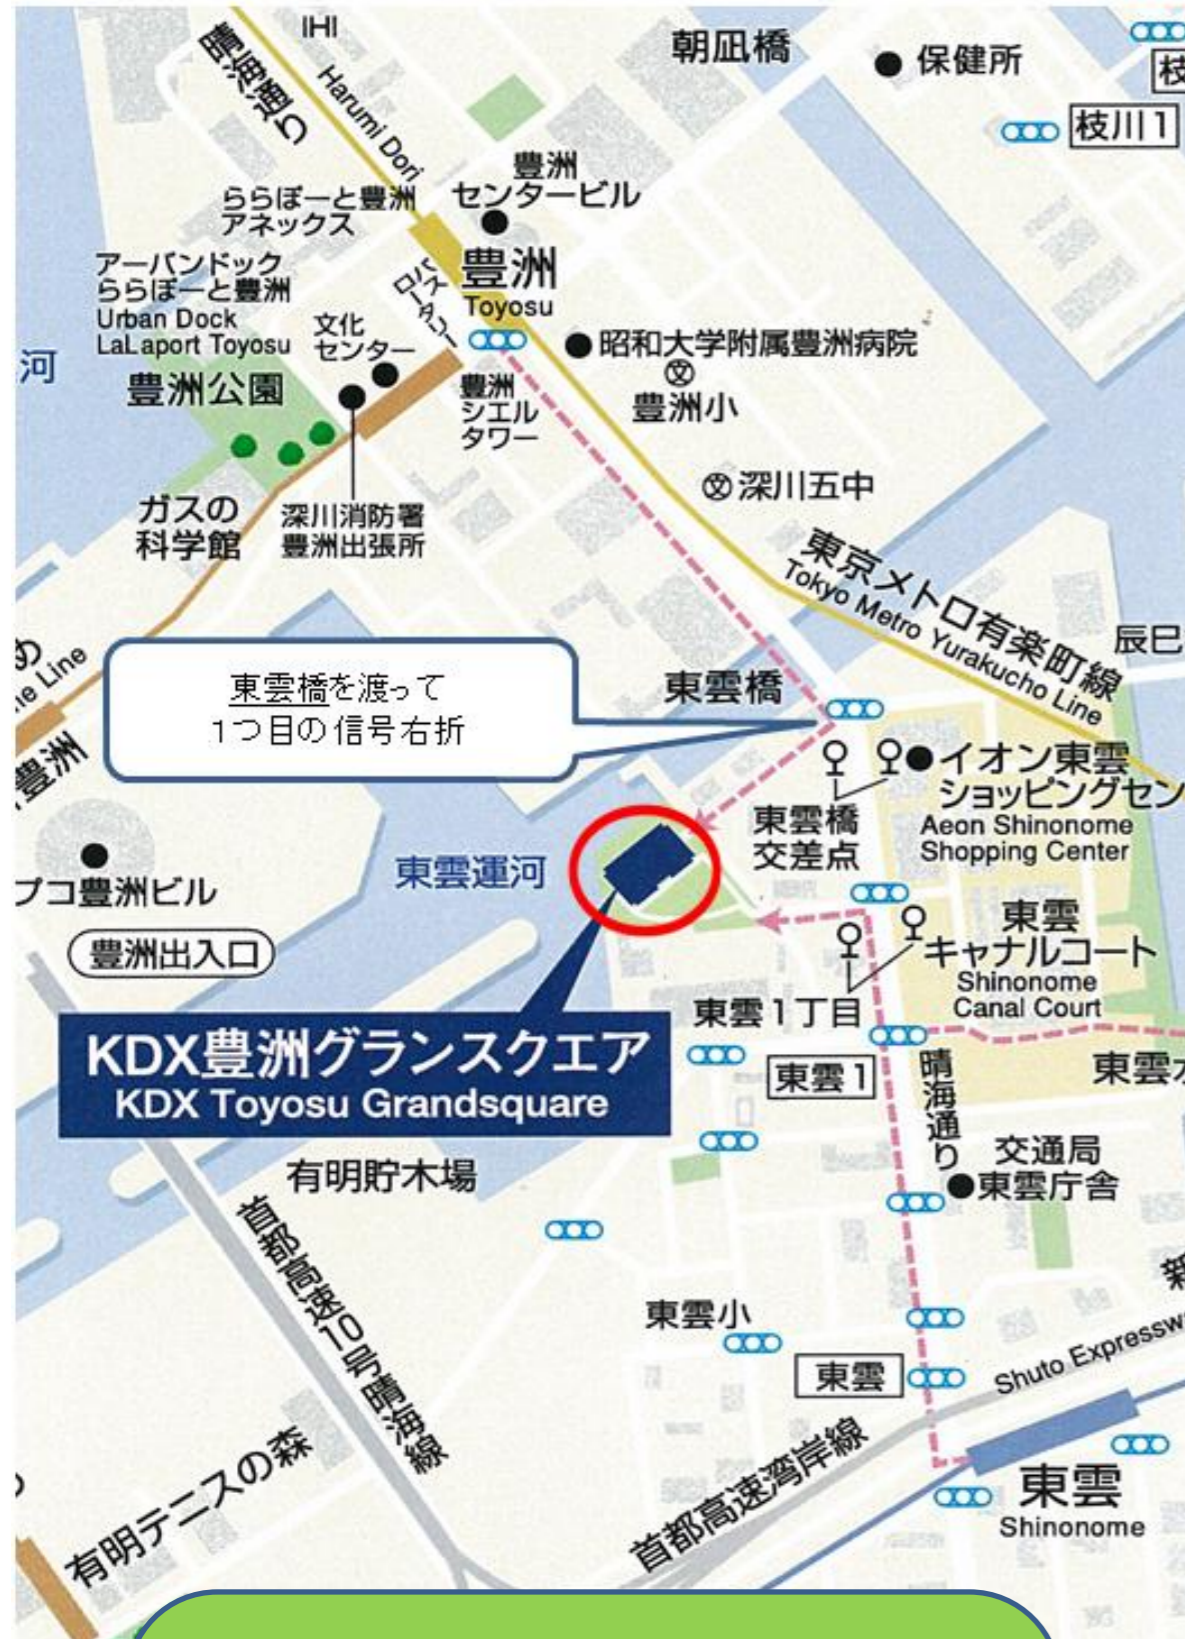 IHI
晴海通り
Harumi Dori
朝凪橋
保健所
枝川1
豊洲
センタービル
ららぽーと豊洲
アネックス
アーバンドック
ららぽーと豊洲
Urban Dock
LaLaport Toyosu
文化
センター
バス
ロータリー
豊洲
Toyosu
河
豊洲公園
昭和大学附属豊洲病院
文
豊洲小
豊洲
シエル
タワー
文
深川五中
ガスの
科学館
深川消防署
豊洲出張所
東京メトロ有楽町線
Tokyo Metro Yurakucho Line
辰巳
め
ne Line
豊洲
東雲橋を渡って
1つ目の信号右折
東雲橋
イオン東雲
ショッピングセン
Aeon Shinonome
Shopping Center
東雲橋
交差点
東雲運河
プコ豊洲ビル
豊洲出入口
東雲
キャナルコート
Shinonome
Canal Court
東雲1丁目
KDX豊洲グランスクエア
KDX Toyosu Grandsquare
東雲1
晴海通り
東雲
交通局
東雲庁舎
有明貯木場
首都高速10号晴海線
新
東雲小
東雲
Shuto Expressw
首都高速湾岸線
有明テニスの森
東雲
Shinonome